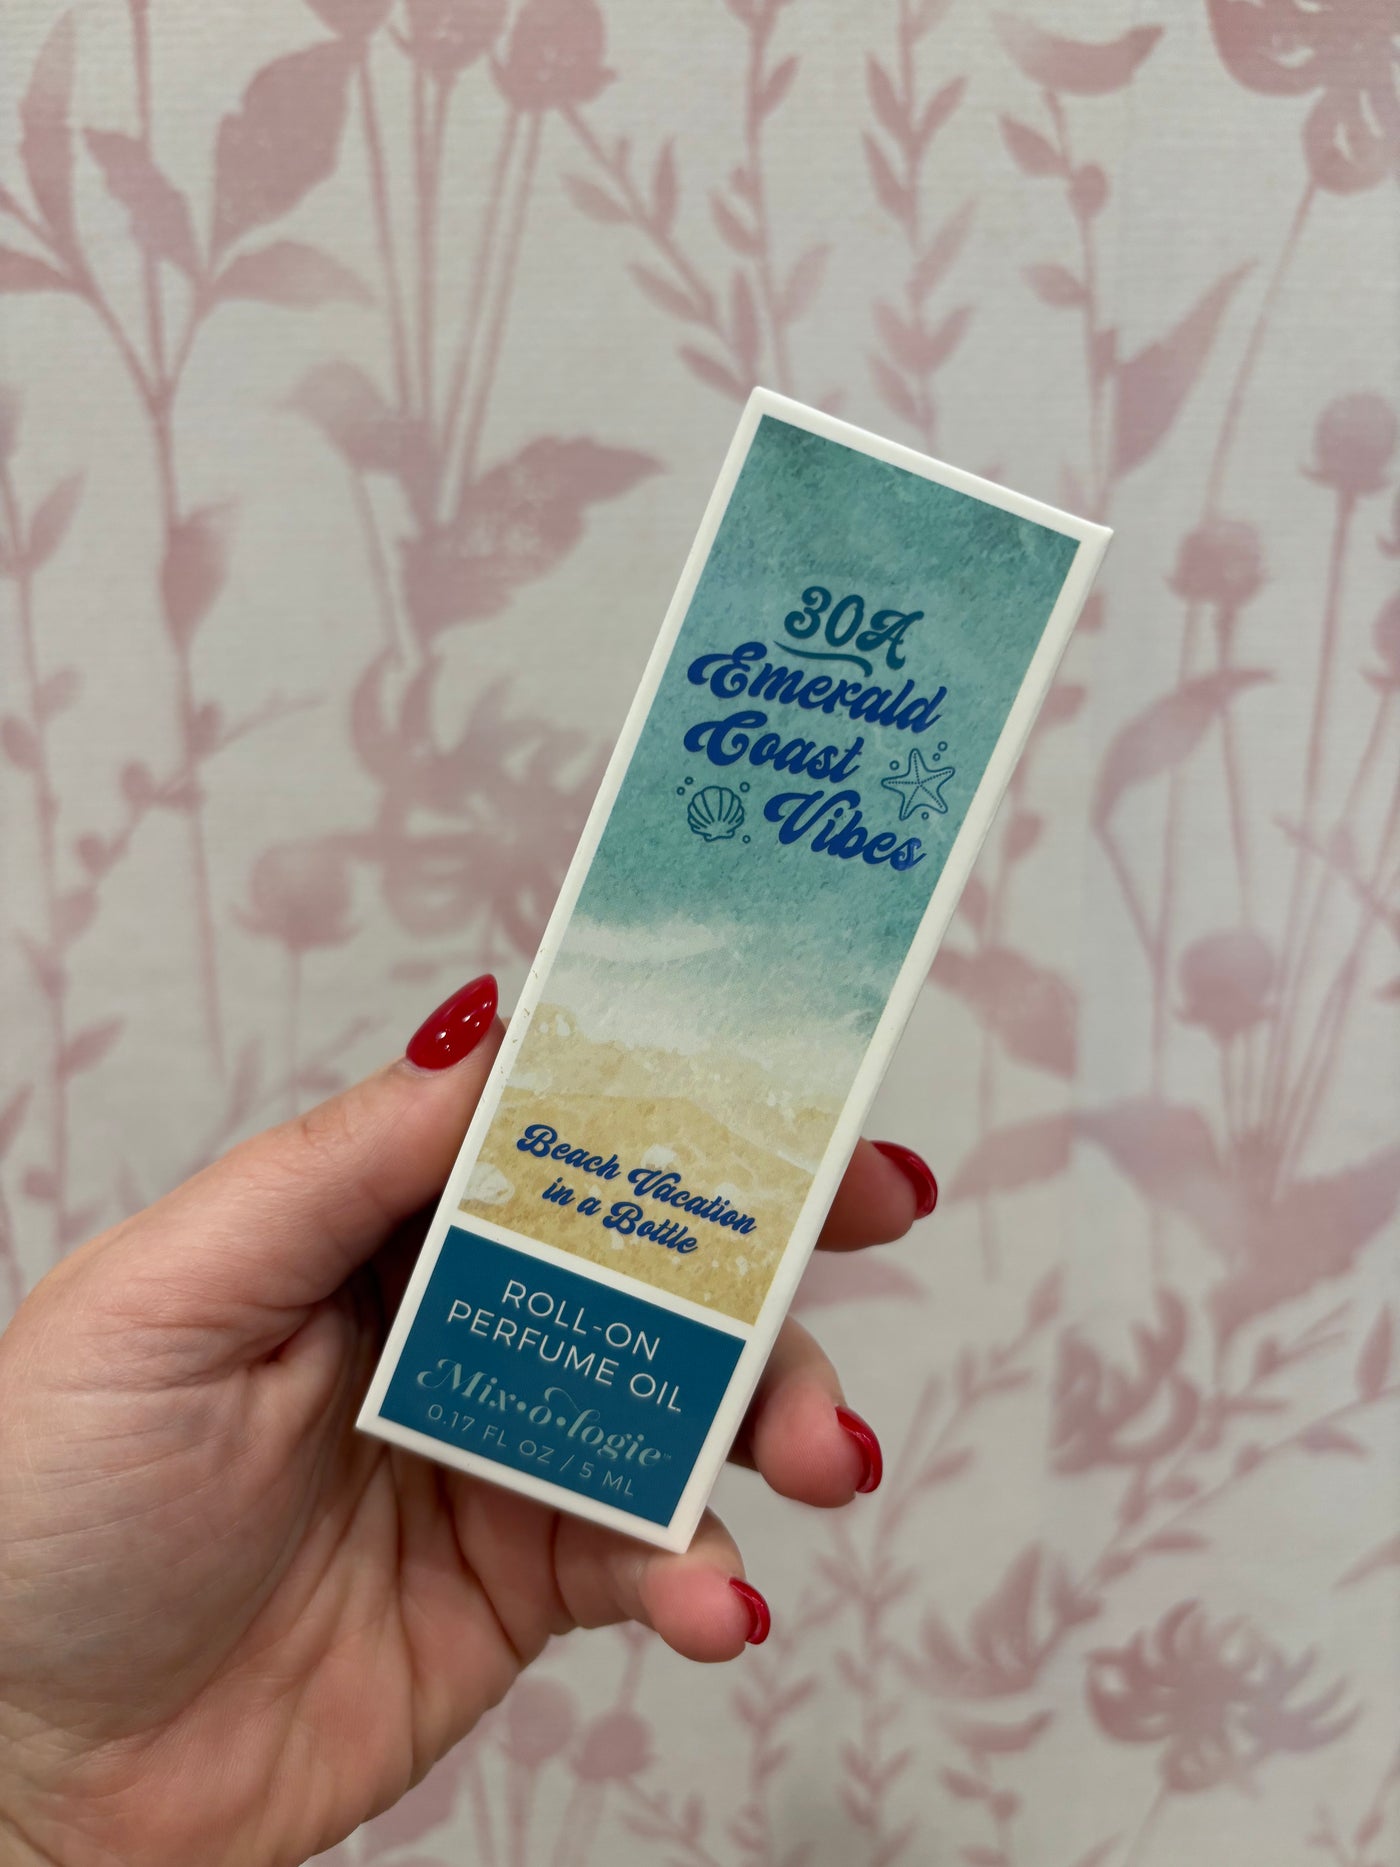 30A
Emerald
Coast
Vibes
Beach Vacation
in a Bottle
ROLL-ON
PERFUME OIL
Mix•o•logie™
0.17 FL OZ / 5 ML